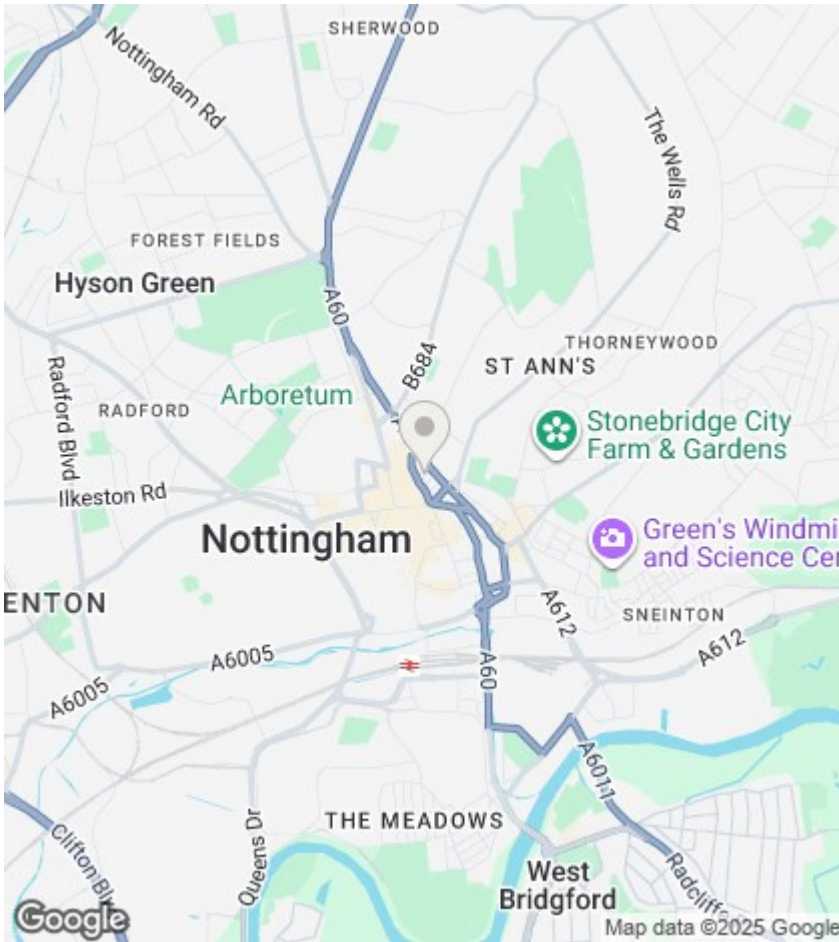 SHERWOOD
Nottingham Rd
The Wells Rd
FOREST FIELDS
Hyson Green
A60
THORNEYWOOD
B684
ST ANN'S
Arboretum
Radford Blvd
RADFORD
Stonebridge City
Farm & Gardens
Ilkeston Rd
Nottingham
Green's Windmi
and Science Cen
ENTON
SNEINTON
A612
A6005
A60
A612
A6005
THE MEADOWS
A6011
Queens Dr
Clifton Blv
West
Bridgford
Radcliff
Google
Map data ©2025 Google